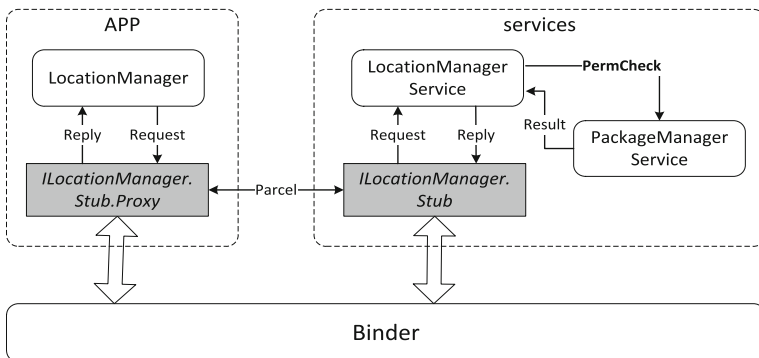 APP
LocationManager
Reply
Request
ILocationManager.
Stub.Proxy
Parcel
services
LocationManager
Service
PermCheck
Request
Reply
Result
PackageManager
Service
ILocationManager.
Stub
Binder